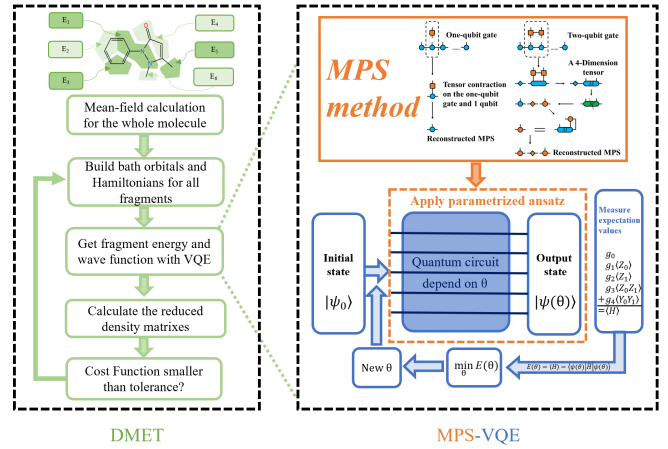 E₁
E₂
E₃
E₄
E₅
E₆
O
N
N
Mean-field calculation
for the whole molecule
Build bath orbitals and
Hamiltonians for all
fragments
Get fragment energy and
wave function with VQE
Calculate the reduced
density matrixes
Cost Function smaller
than tolerance?
DMET
MPS
method
One-qubit gate
Tensor contraction
on the one-qubit
gate and 1 qubit
Reconstructed MPS
Two-qubit gate
A 4-Dimension
tensor
Reconstructed MPS
Apply parametrized ansatz
Initial
state
|ψ₀⟩
Quantum circuit
depend on θ
Output
state
|ψ(θ)⟩
Measure
expectation
values
g₀
g₁⟨Z₀⟩
g₂⟨Z₁⟩
g₃⟨Z₀Z₁⟩
+g₄⟨Y₀Y₁⟩
=⟨H⟩
E(θ) = ⟨H⟩ = ⟨ψ(θ)|H|ψ(θ)⟩
min E(θ)
θ
New θ
MPS-VQE